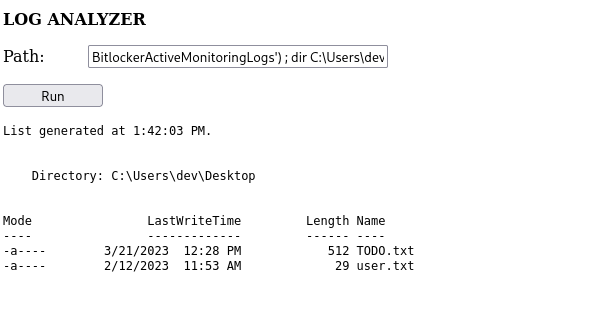 LOG ANALYZER
Path: BitlockerActiveMonitoringLogs') ; dir C:\Users\dev
Run
List generated at 1:42:03 PM.
Directory: C:\Users\dev\Desktop
Mode LastWriteTime Length Name
---- ------------- ------ ----
-a---- 3/21/2023 12:28 PM 512 TODO.txt
-a---- 2/12/2023 11:53 AM 29 user.txt